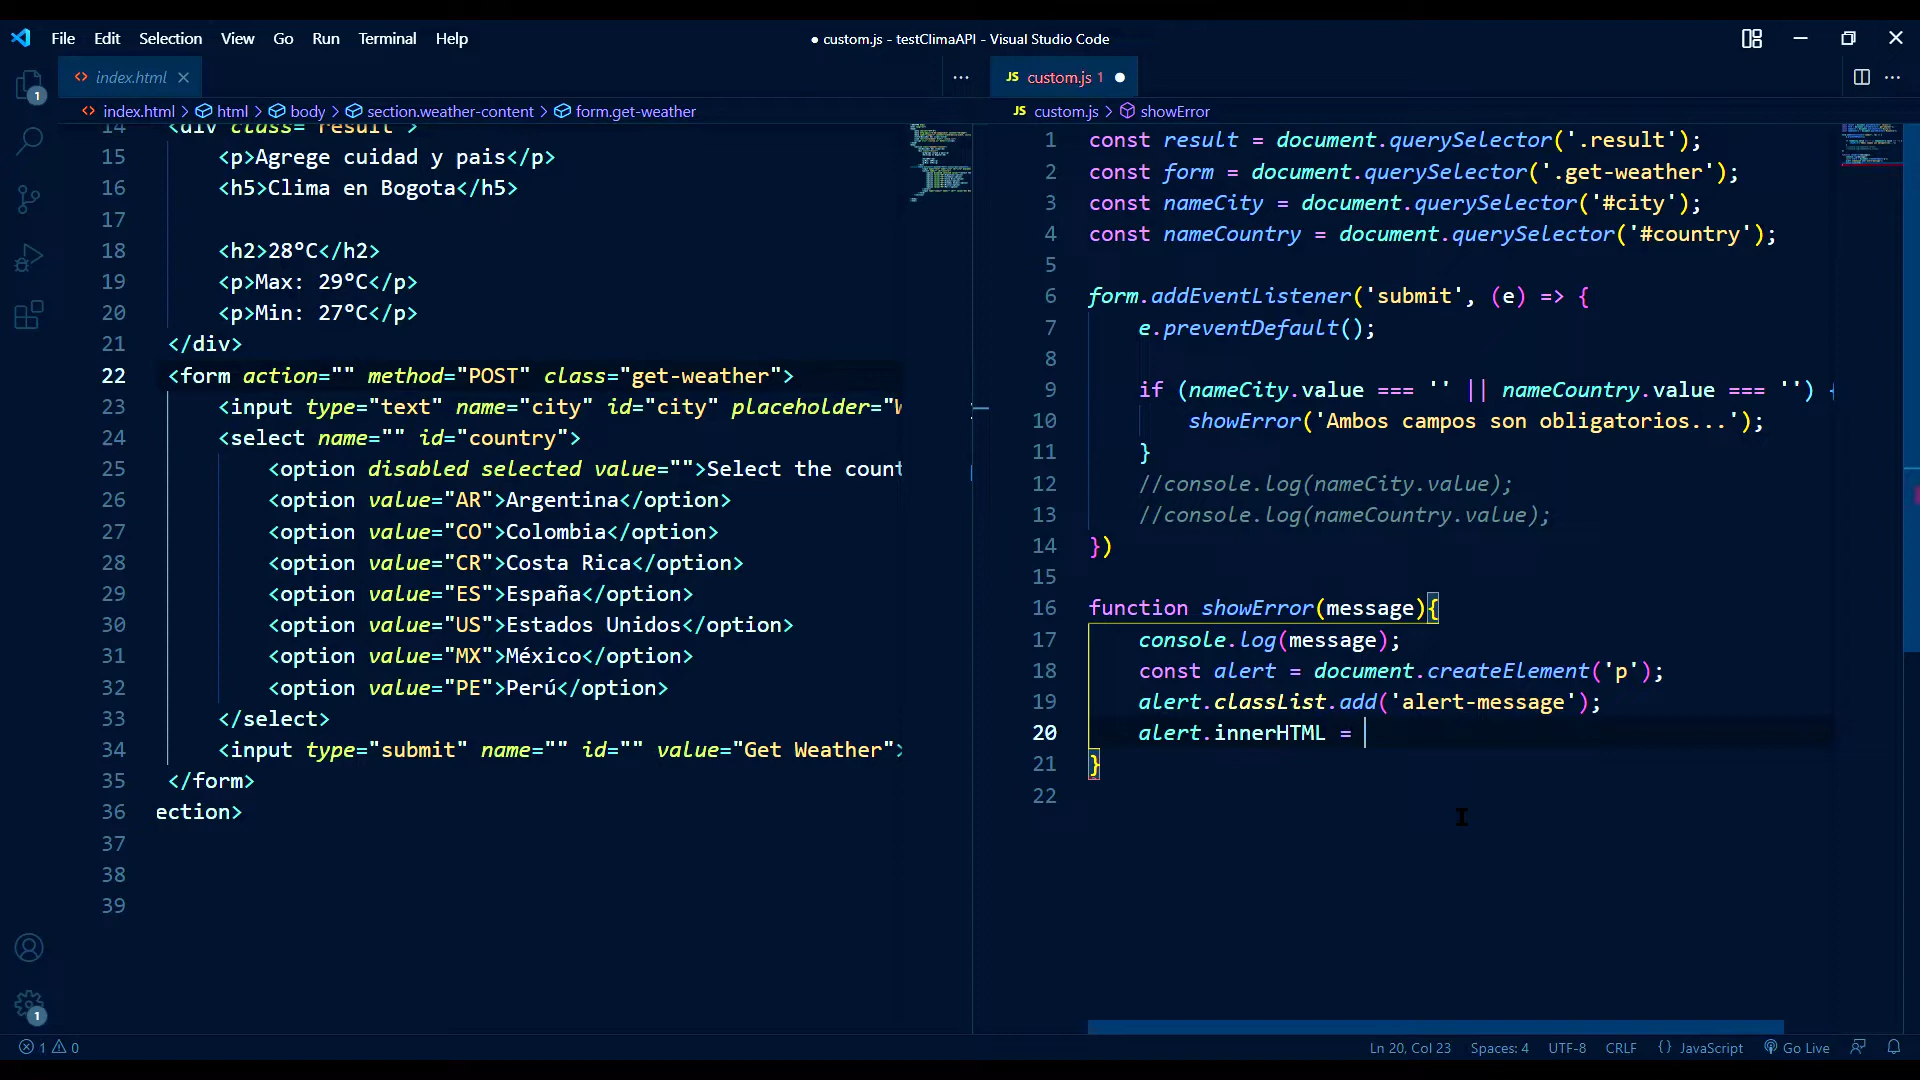 File Edit Selection View Go Run Terminal Help
● custom.js - testClimaAPI - Visual Studio Code
index.html
index.html > html > body > section.weather-content > form.get-weather
14 <div class="result">
15 <p>Agrege cuidad y pais</p>
16 <h5>Clima en Bogota</h5>
17
18 <h2>28ºC</h2>
19 <p>Max: 29ºC</p>
20 <p>Min: 27ºC</p>
21 </div>
22 <form action="" method="POST" class="get-weather">
23 <input type="text" name="city" id="city" placeholder="W
24 <select name="" id="country">
25 <option disabled selected value="">Select the count
26 <option value="AR">Argentina</option>
27 <option value="CO">Colombia</option>
28 <option value="CR">Costa Rica</option>
29 <option value="ES">España</option>
30 <option value="US">Estados Unidos</option>
31 <option value="MX">México</option>
32 <option value="PE">Perú</option>
33 </select>
34 <input type="submit" name="" id="" value="Get Weather">
35 </form>
36 ection>
37
38
39
JS custom.js 1 ●
JS custom.js > showError
1 const result = document.querySelector('.result');
2 const form = document.querySelector('.get-weather');
3 const nameCity = document.querySelector('#city');
4 const nameCountry = document.querySelector('#country');
5
6 form.addEventListener('submit', (e) => {
7 e.preventDefault();
8
9 if (nameCity.value === '' || nameCountry.value === '') {
10 showError('Ambos campos son obligatorios...');
11 }
12 //console.log(nameCity.value);
13 //console.log(nameCountry.value);
14 })
15
16 function showError(message){
17 console.log(message);
18 const alert = document.createElement('p');
19 alert.classList.add('alert-message');
20 alert.innerHTML =
21 }
22
1
1
1 0
Ln 20, Col 23 Spaces: 4 UTF-8 CRLF {} JavaScript Go Live